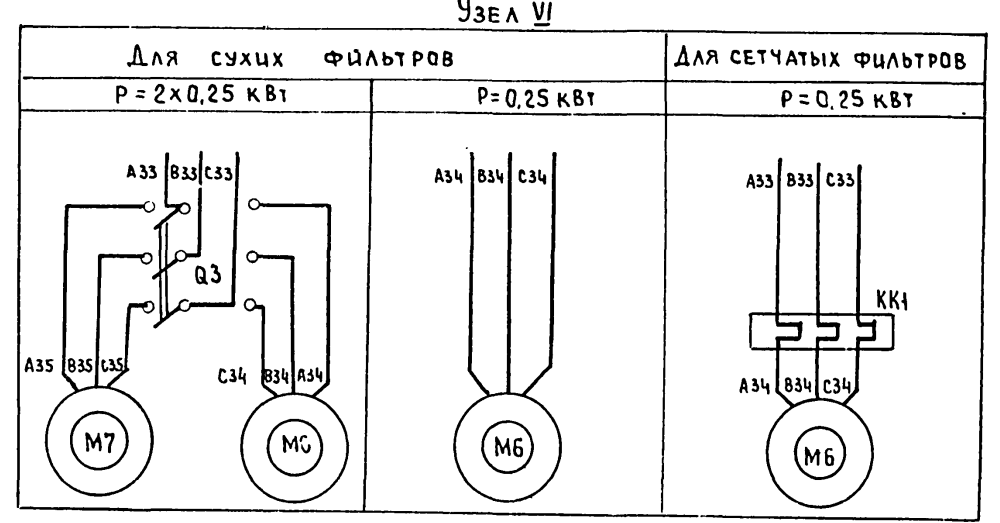 Узел VI
Для сухих фильтров
Для сетчатых фильтров
P = 2×0,25 кВт
P = 0,25 кВт
P = 0,25 кВт
A33 B33 C33
Q3
A35 B35 C35
C34 B34 A34
M7
M6
A34 B34 C34
M6
A33 B33 C33
KK1
A34 B34 C34
M6